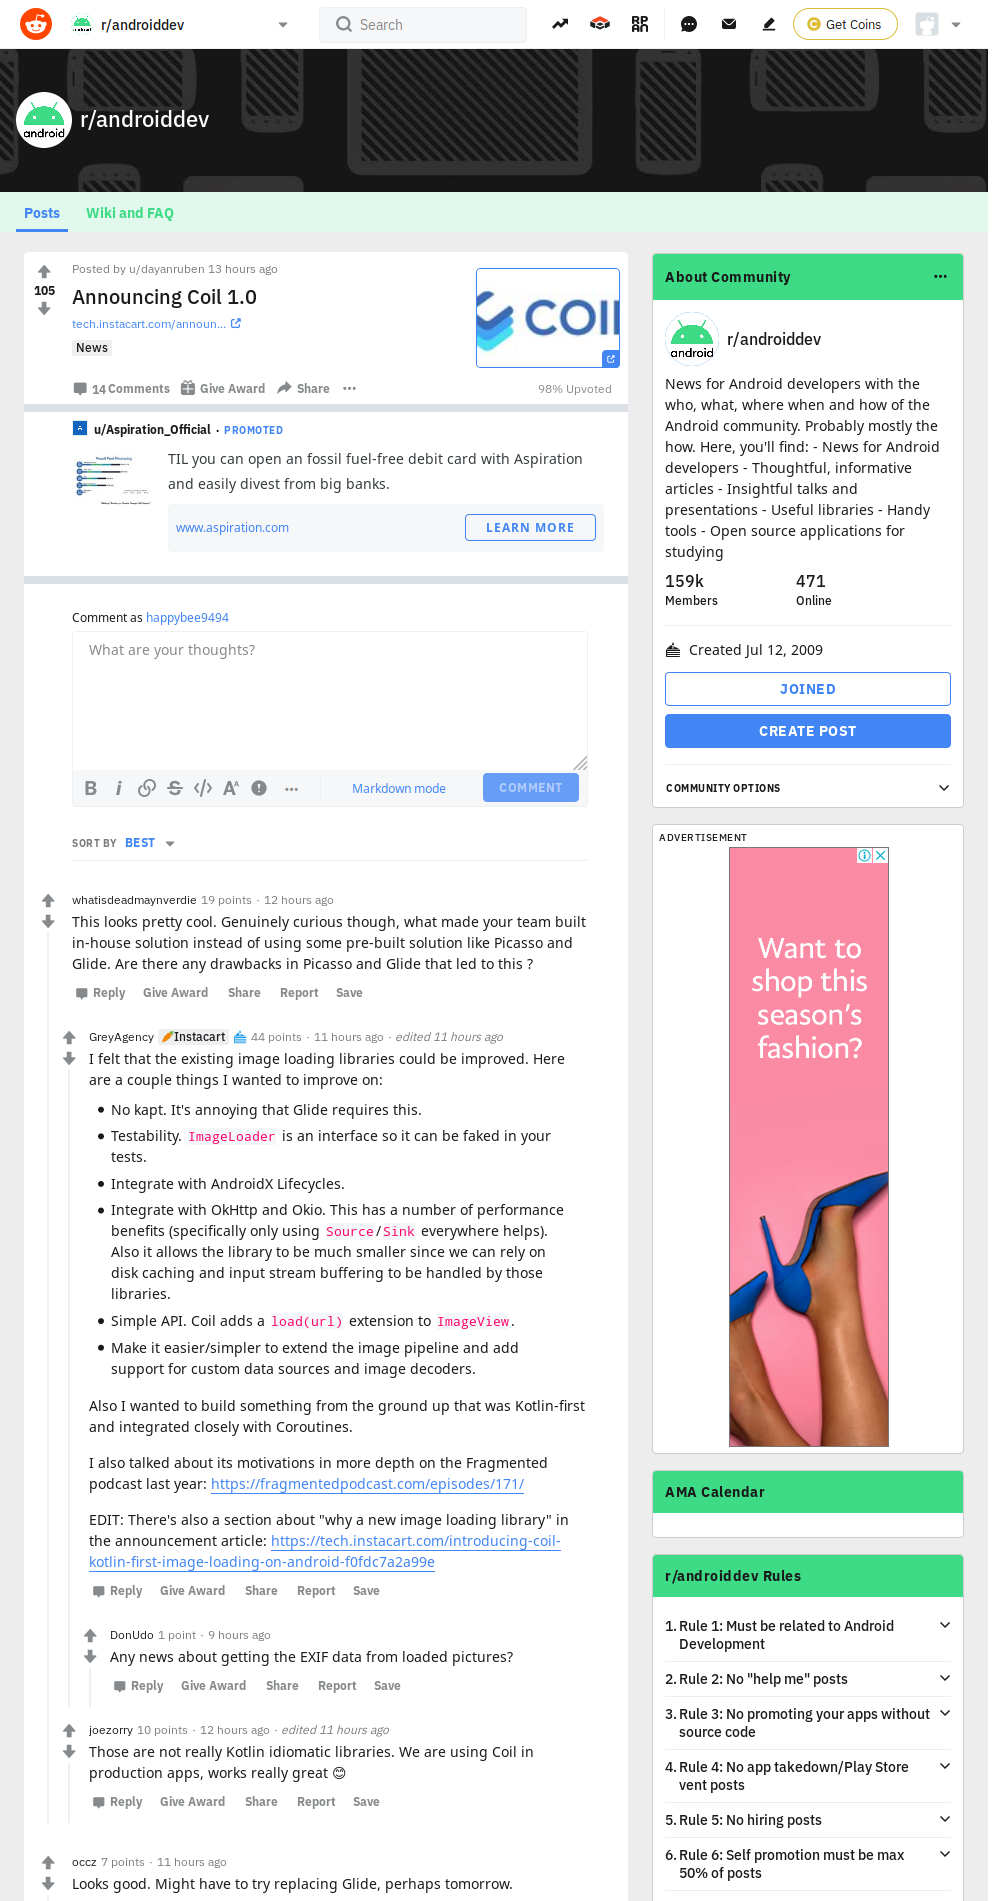 r/androiddev
Search
Get Coins
android
r/androiddev
Posts
Wiki and FAQ
105
Posted by u/dayanruben 13 hours ago
Announcing Coil 1.0
tech.instacart.com/announ...
News
14 Comments
Give Award
Share
98% Upvoted
u/Aspiration_Official · PROMOTED
TIL you can open an fossil fuel-free debit card with Aspiration
and easily divest from big banks.
www.aspiration.com
LEARN MORE
Comment as happybee9494
What are your thoughts?
Markdown mode
COMMENT
SORT BY BEST
whatisdeadmaynverdie 19 points · 12 hours ago
This looks pretty cool. Genuinely curious though, what made your team built
in-house solution instead of using some pre-built solution like Picasso and
Glide. Are there any drawbacks in Picasso and Glide that led to this ?
Reply Give Award Share Report Save
GreyAgency 🥕Instacart 44 points · 11 hours ago · edited 11 hours ago
I felt that the existing image loading libraries could be improved. Here
are a couple things I wanted to improve on:
• No kapt. It's annoying that Glide requires this.
• Testability. ImageLoader is an interface so it can be faked in your
tests.
• Integrate with AndroidX Lifecycles.
• Integrate with OkHttp and Okio. This has a number of performance
benefits (specifically only using Source/Sink everywhere helps).
Also it allows the library to be much smaller since we can rely on
disk caching and input stream buffering to be handled by those
libraries.
• Simple API. Coil adds a load(url) extension to ImageView.
• Make it easier/simpler to extend the image pipeline and add
support for custom data sources and image decoders.
Also I wanted to build something from the ground up that was Kotlin-first
and integrated closely with Coroutines.
I also talked about its motivations in more depth on the Fragmented
podcast last year: https://fragmentedpodcast.com/episodes/171/
EDIT: There's also a section about "why a new image loading library" in
the announcement article: https://tech.instacart.com/introducing-coil-
kotlin-first-image-loading-on-android-f0fdc7a2a99e
Reply Give Award Share Report Save
DonUdo 1 point · 9 hours ago
Any news about getting the EXIF data from loaded pictures?
Reply Give Award Share Report Save
joezorry 10 points · 12 hours ago · edited 11 hours ago
Those are not really Kotlin idiomatic libraries. We are using Coil in
production apps, works really great 😊
Reply Give Award Share Report Save
occz 7 points · 11 hours ago
Looks good. Might have to try replacing Glide, perhaps tomorrow.
About Community
android
r/androiddev
News for Android developers with the
who, what, where when and how of the
Android community. Probably mostly the
how. Here, you'll find: - News for Android
developers - Thoughtful, informative
articles - Insightful talks and
presentations - Useful libraries - Handy
tools - Open source applications for
studying
159k 471
Members Online
Created Jul 12, 2009
JOINED
CREATE POST
COMMUNITY OPTIONS
ADVERTISEMENT
Want to
shop this
season's
fashion?
AMA Calendar
r/androiddev Rules
1. Rule 1: Must be related to Android
Development
2. Rule 2: No "help me" posts
3. Rule 3: No promoting your apps without
source code
4. Rule 4: No app takedown/Play Store
vent posts
5. Rule 5: No hiring posts
6. Rule 6: Self promotion must be max
50% of posts